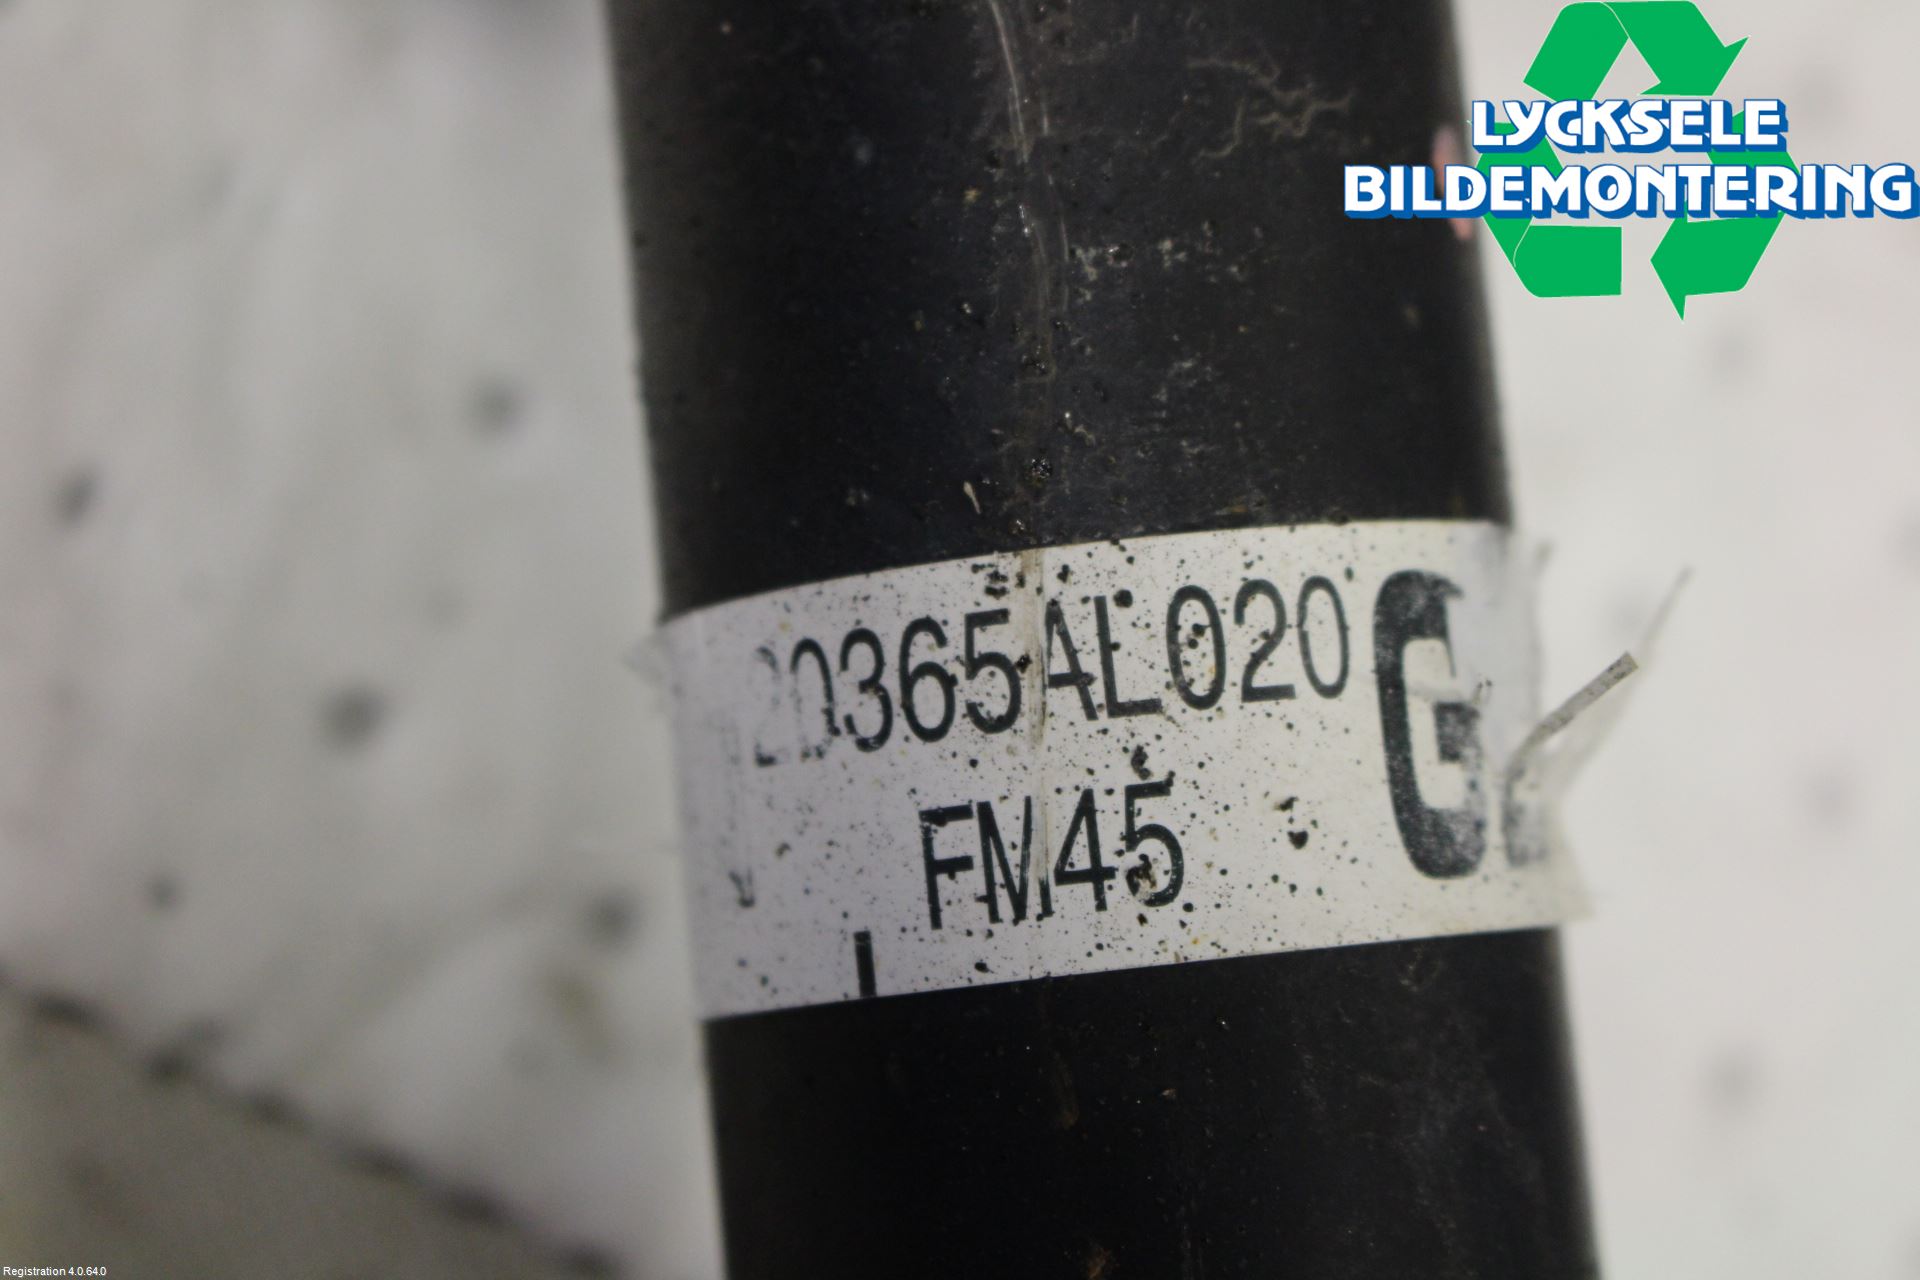 LYCKSELE
BILDEMONTERING
20365AL020
FM45
Registration 4.0.64.0